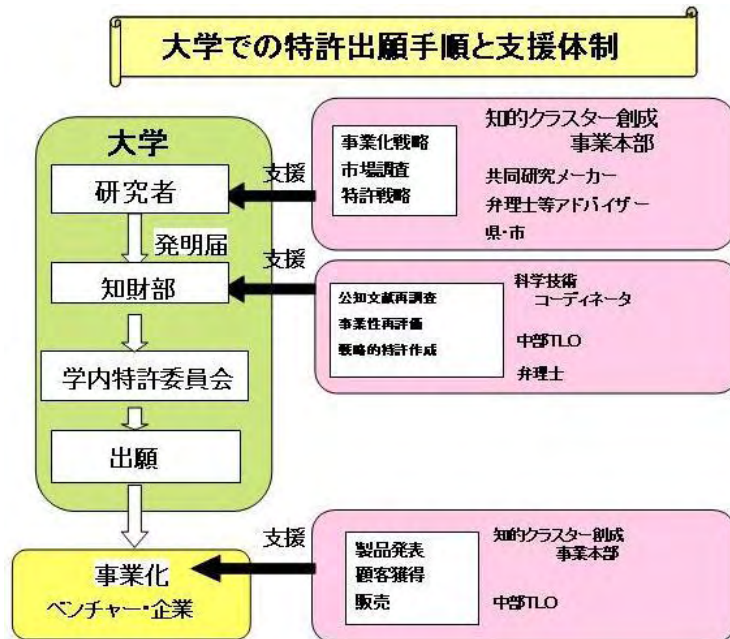 大学での特許出願手順と支援体制
大学
研究者
発明届
知財部
学内特許委員会
出願
事業化
ベンチャー・企業
支援
事業化戦略
市場調査
特許戦略
知的クラスター創成
事業本部
共同研究メーカー
弁理士等アドバイザー
県・市
支援
公知文献再調査
事業性再評価
戦略的特許作成
科学技術
コーディネータ
中部TLO
弁理士
支援
製品発表
顧客獲得
販売
知的クラスター創成
事業本部
中部TLO